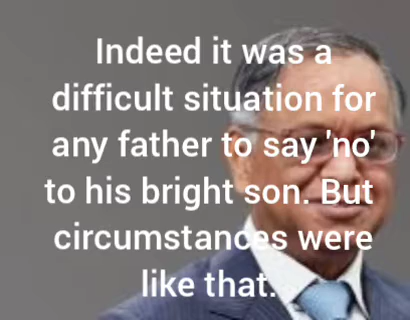 Indeed it was a
difficult situation for
any father to say 'no'
to his bright son. But
circumstances were
like that.